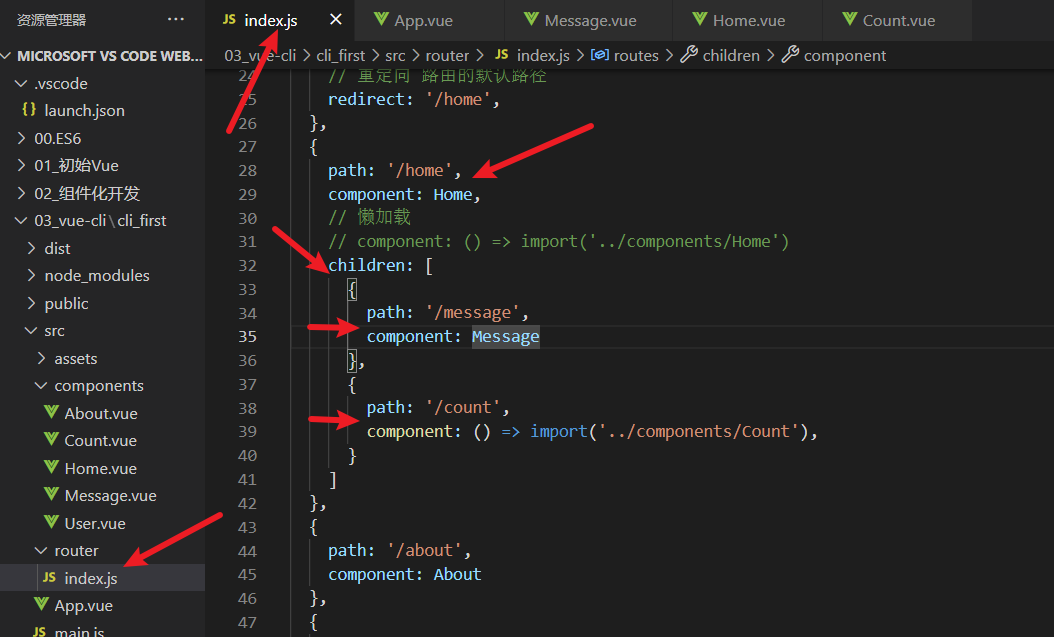 资源管理器 ···
MICROSOFT VS CODE WEB...
.vscode
{} launch.json
00.ES6
01_初始Vue
02_组件化开发
03_vue-cli\cli_first
dist
node_modules
public
src
assets
components
About.vue
Count.vue
Home.vue
Message.vue
User.vue
router
JS index.js
App.vue
JS main.js
JS index.js × App.vue Message.vue Home.vue Count.vue
03_vue-cli > cli_first > src > router > JS index.js > routes > children > component
24 // 重定向 路由的默认路径
25 redirect: '/home',
26 },
27 {
28 path: '/home',
29 component: Home,
30 // 懒加载
31 // component: () => import('../components/Home')
32 children: [
33 {
34 path: '/message',
35 component: Message
36 },
37 {
38 path: '/count',
39 component: () => import('../components/Count'),
40 }
41 ]
42 },
43 {
44 path: '/about',
45 component: About
46 },
47 {